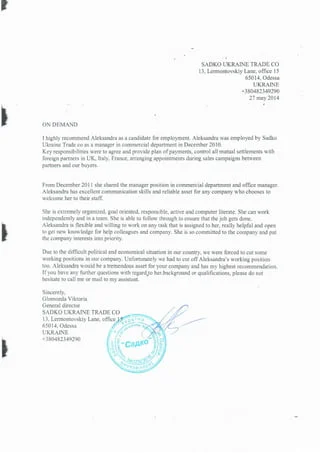 SADKO UKRAINE TRADE CO
13, Lermontovskiy Lane, office 15
65014, Odessa
UKRAINE
+380482349290
27 may 2014
ON DEMAND
I highly recommend Aleksandra as a candidate for employment. Aleksandra was employed by Sadko
Ukraine Trade co as a manager in commercial department in December 2010.
Key responsibilities were to agree and provide plan of payments, control all mutual settlements with
foreign partners in UK, Italy, France, arranging appointments during sales campaigns between
partners and our buyers.
From December 2011 she shared the manager position in commercial department and office manager.
Aleksandra has excellent communication skills and reliable asset for any company who chooses to
welcome her to their staff.
She is extremely organized, goal oriented, responsible, active and computer literate. She can work
independently and in a team. She is able to follow through to ensure that the job gets done.
Aleksandra is flexible and willing to work on any task that is assigned to her, really helpful and open
to get new knowledge for help colleagues and company. She is so committed to the company and put
the company interests into priority.
Due to the difficult political and economical situation in our country, we were forced to cut some
working positions in our company. Unfortunately we had to cut off Aleksandra's working position
too. Aleksandra would be a tremendous asset for your company and has my highest recommendation.
If you have any further questions with regard to her background or qualifications, please do not
hesitate to call me or mail to my assistant.
Sincerely,
Viktoria
General director
SADKO UKRAINE TRADE CO
13, Lermontovskiy Lane, office 15
65014, Odessa
UKRAINE
+380482349290
"САДКО"